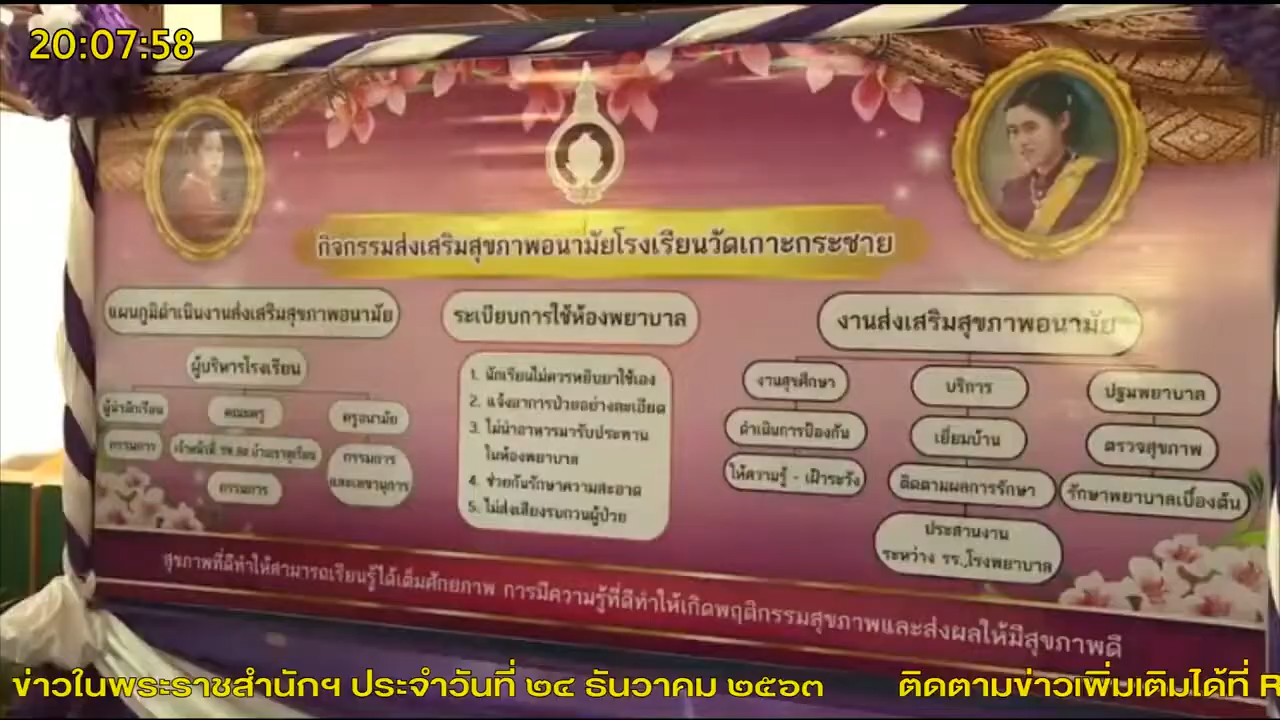 20:07:58
กิจกรรมส่งเสริมสุขภาพอนามัยโรงเรียนวัดเกาะกระชาย
แผนภูมิดำเนินงานส่งเสริมสุขภาพอนามัย
ผู้บริหารโรงเรียน
ผู้นำนักเรียน
คณะครู
ครูอนามัย
กรรมการ
กรรมการ
กรรมการ
และเลขานุการ
ระเบียบการใช้ห้องพยาบาล
1. นักเรียนไม่ควรหยิบยาใช้เอง
2. แจ้งอาการป่วยอย่างละเอียด
3. ไม่นำอาหารมารับประทาน
ในห้องพยาบาล
4. ช่วยกันรักษาความสะอาด
5. ไม่ส่งเสียงรบกวนผู้ป่วย
งานส่งเสริมสุขภาพอนามัย
งานสุขศึกษา
ดำเนินการป้องกัน
ให้ความรู้ - เฝ้าระวัง
บริการ
เยี่ยมบ้าน
ติดตามผลการรักษา
ประสานงาน
ระหว่าง รร.,โรงพยาบาล
ปฐมพยาบาล
ตรวจสุขภาพ
รักษาพยาบาลเบื้องต้น
สุขภาพที่ดีทำให้สามารถเรียนรู้ได้เต็มศักยภาพ การมีความรู้ที่ดีทำให้เกิดพฤติกรรมสุขภาพและส่งผลให้มีสุขภาพดี
ข่าวในพระราชสำนักฯ ประจำวันที่ ๒๔ ธันวาคม ๒๕๖๓ ติดตามข่าวเพิ่มเติมได้ที่ R